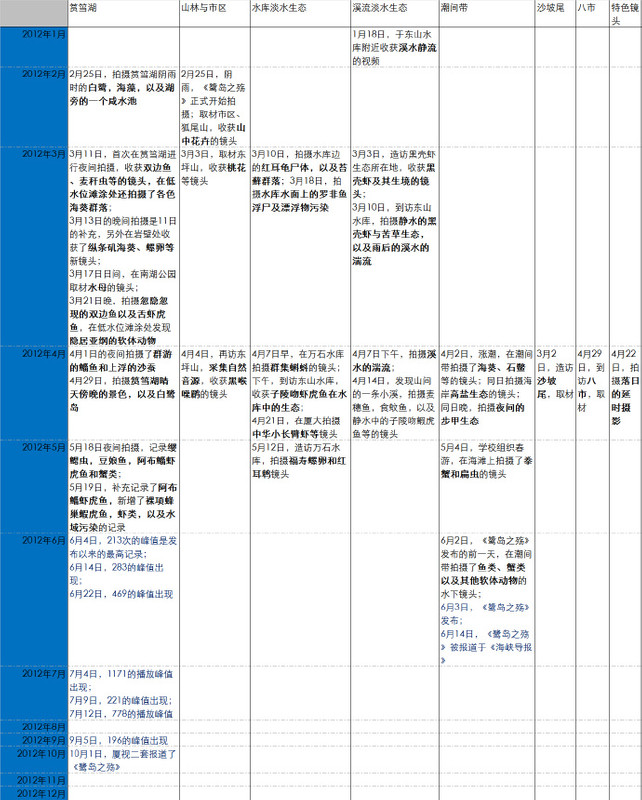 筼筜湖
山林与市区
水库淡水生态
溪流淡水生态
潮间带
沙坡尾
八市
特色镜
头
2012年1月
1月18日，于东山水
库附近收获溪水静流
的视频
2012年2月
2月25日，拍摄筼筜湖阴雨
时的白鹭，海藻，以及湖
旁的一个咸水池
2月25日，阴
雨，《鹭岛之殇
》正式开始拍
摄；取材市区、
狐尾山，收获山
中花卉的镜头
2012年3月
3月11日，首次在筼筜湖进
行夜间拍摄，收获双边鱼
、麦秆虫等的镜头，在低
水位滩涂处还拍摄了各色
海葵群落；
3月13日的晚间拍摄是11日
的补充，另外在岩壁处收
获了纵条矶海葵、螺卵等
新镜头；
3月17日日间，在南湖公园
取材水母的镜头；
3月21日晚，拍摄忽隐忽
现的双边鱼以及舌虾虎
鱼，在低水位滩涂处发现
隐居亚纲的软体动物
3月3日，取材东
坪山，收获桃花
等镜头
3月10日，拍摄水库边
的红耳龟尸体，以及苔
藓群落；3月18日，拍
摄水库水面上的罗非鱼
浮尸及漂浮物污染
3月3日，造访黑壳虾
生态所在地，收获黑
壳虾及其生境的镜
头；
3月10日，到访东山
水库，拍摄静水的黑
壳虾与苦草生态，
以及雨后的溪水的
湍流
2012年4月
4月1日的夜间拍摄了群游
的鲻鱼和上浮的沙蚕
4月29日，拍摄筼筜湖晴
天傍晚的景色，以及白鹭
岛
4月4日，再访东
坪山，采集自然
音源，收获黑喉
噪鹛的镜头
4月7日早，在万石水库
拍摄群集蝌蚪的镜头；
下午，到访东山水库，
收获子陵吻虾虎鱼在水
库中的生态；
4月21日，在厦大拍摄
中华小长臂虾等镜头
4月7日下午，拍摄溪
水的湍流；
4月14日，发现山间
的一条小溪，拍摄麦
穗鱼，食蚊鱼，以及
静水中的子陵吻鰕虎
鱼等的镜头
4月2日，涨潮，在潮间
带拍摄了海葵、石鳖
等的镜头；同日拍摄海
岸高盐生态的镜头；
同日晚，拍摄夜间的
步甲生态
3月2
日，造访
沙坡
尾，取材
4月29
日，到访
八市，取
材
4月22
日，拍
摄落日
的延
时摄
影
2012年5月
5月18日夜间拍摄，记录缨
鳃虫，豆娘鱼，阿布鲻虾
虎鱼和蟹类；
5月19日，补充记录了阿布
鲻虾虎鱼，新增了裸项蜂
巢鰕虎鱼，虾类，以及水
域污染的记录
5月12日，造访万石水
库，拍摄福寿螺卵和红
耳鹎镜头
5月4日，学校组织春
游，在海滩上拍摄了拳
蟹和扁虫的镜头
2012年6月
6月4日，213次的峰值是发
布以来的最高记录；
6月14日，283的峰值出
现；
6月22日，469的峰值出现
6月2日，《鹭岛之殇》
发布的前一天，在潮间
带拍摄了鱼类、蟹类
以及其他软体动物的
水下镜头；
6月3日，《鹭岛之殇》
发布；
6月14日，《鹭岛之殇》
被报道于《海峡导报
》
2012年7月
7月4日，1171的播放峰值
出现；
7月9日，221的峰值出现；
7月12日，778的播放峰值
2012年8月
2012年9月
9月5日，196的峰值出现
2012年10月
10月1日，厦视二套报道了
《鹭岛之殇》
2012年11月
2012年12月